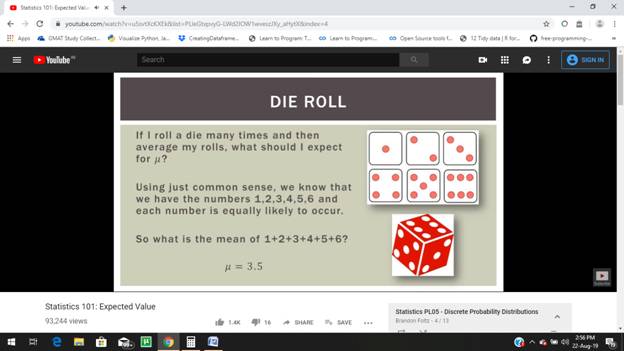 Statistics 101: Expected Value
youtube.com/watch?v=u5ovtXcKXEk&list=PLIeGtxpvyG-LWd2IOW1wveszJXy_aHytX&index=4
Apps
GMAT Study Collect...
Python Visualize Python, Ja...
CreatingDataframe...
Learn to Program: T...
Learn to Program:...
Open Source tools f...
12 Tidy data | R for...
free-programming-...
YouTube
Search
SIGN IN
DIE ROLL
If I roll a die many times and then
average my rolls, what should I expect
for μ?
Using just common sense, we know that
we have the numbers 1,2,3,4,5,6 and
each number is equally likely to occur.
So what is the mean of 1+2+3+4+5+6?
μ = 3.5
Statistics 101: Expected Value
93,244 views
1.4K
16
SHARE
SAVE
Statistics PL05 - Discrete Probability Distributions
Brandon Foltz - 4 / 13
2:56 PM
22-Aug-19